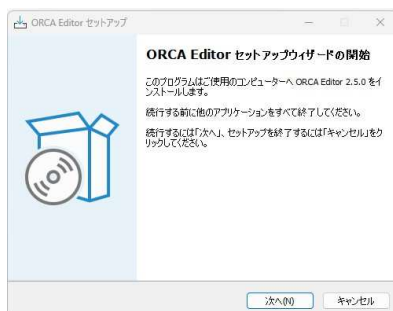 ORCA Editor セットアップ
ORCA Editor セットアップウィザードの開始
このプログラムはご使用のコンピューターへ ORCA Editor 2.5.0 をイ
ンストールします。
続行する前に他のアプリケーションをすべて終了してください。
続行するには「次へ」、セットアップを終了するには「キャンセル」をク
リックしてください。
次へ(N)
キャンセル